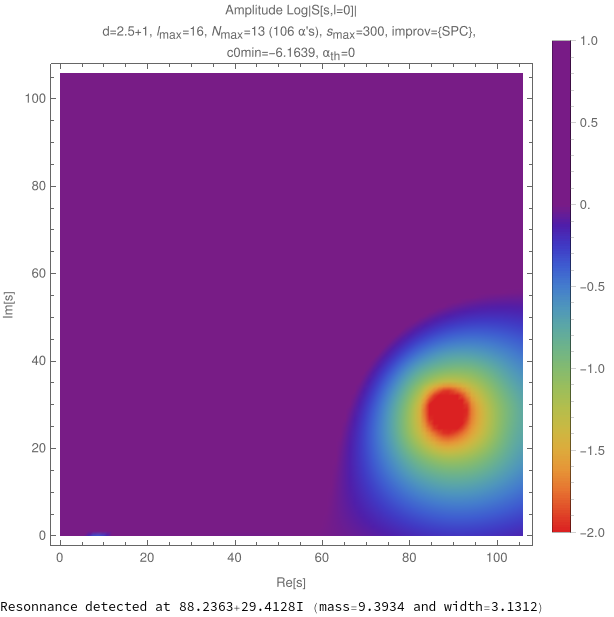 Amplitude Log|S[s,l=0]|
d=2.5+1, lmax=16, Nmax=13 (106 α's), smax=300, improv={SPC},
c0min=−6.1639, αth=0
1.0
0.5
0.
−0.5
−1.0
−1.5
−2.0
Im[s]
100
80
60
40
20
0
0 20 40 60 80 100
Re[s]
Resonnance detected at 88.2363+29.4128I (mass=9.3934 and width=3.1312)